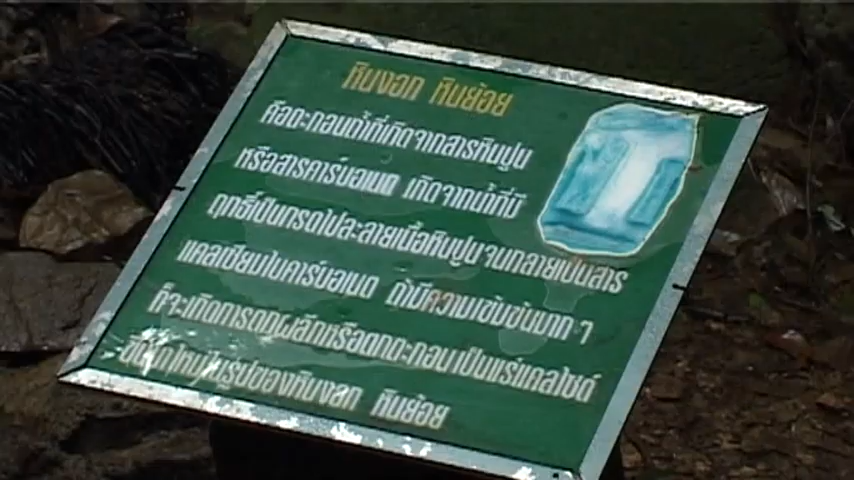 หินงอก หินย้อย
คือตะกอนถ้ำที่เกิดจากสารหินปูน
หรือสารคาร์บอเนต เกิดจากน้ำที่มี
ฤทธิ์เป็นกรดไปละลายเนื้อหินปูนจนกลายเป็นสาร
แคลเซียมไบคาร์บอเนต ถ้ามีความเข้มข้นมาก ๆ
ก็จะเกิดการตกผลึกหรือตกตะกอนเป็นแร่แคลไซต์
ในรูปของหินงอก หินย้อย